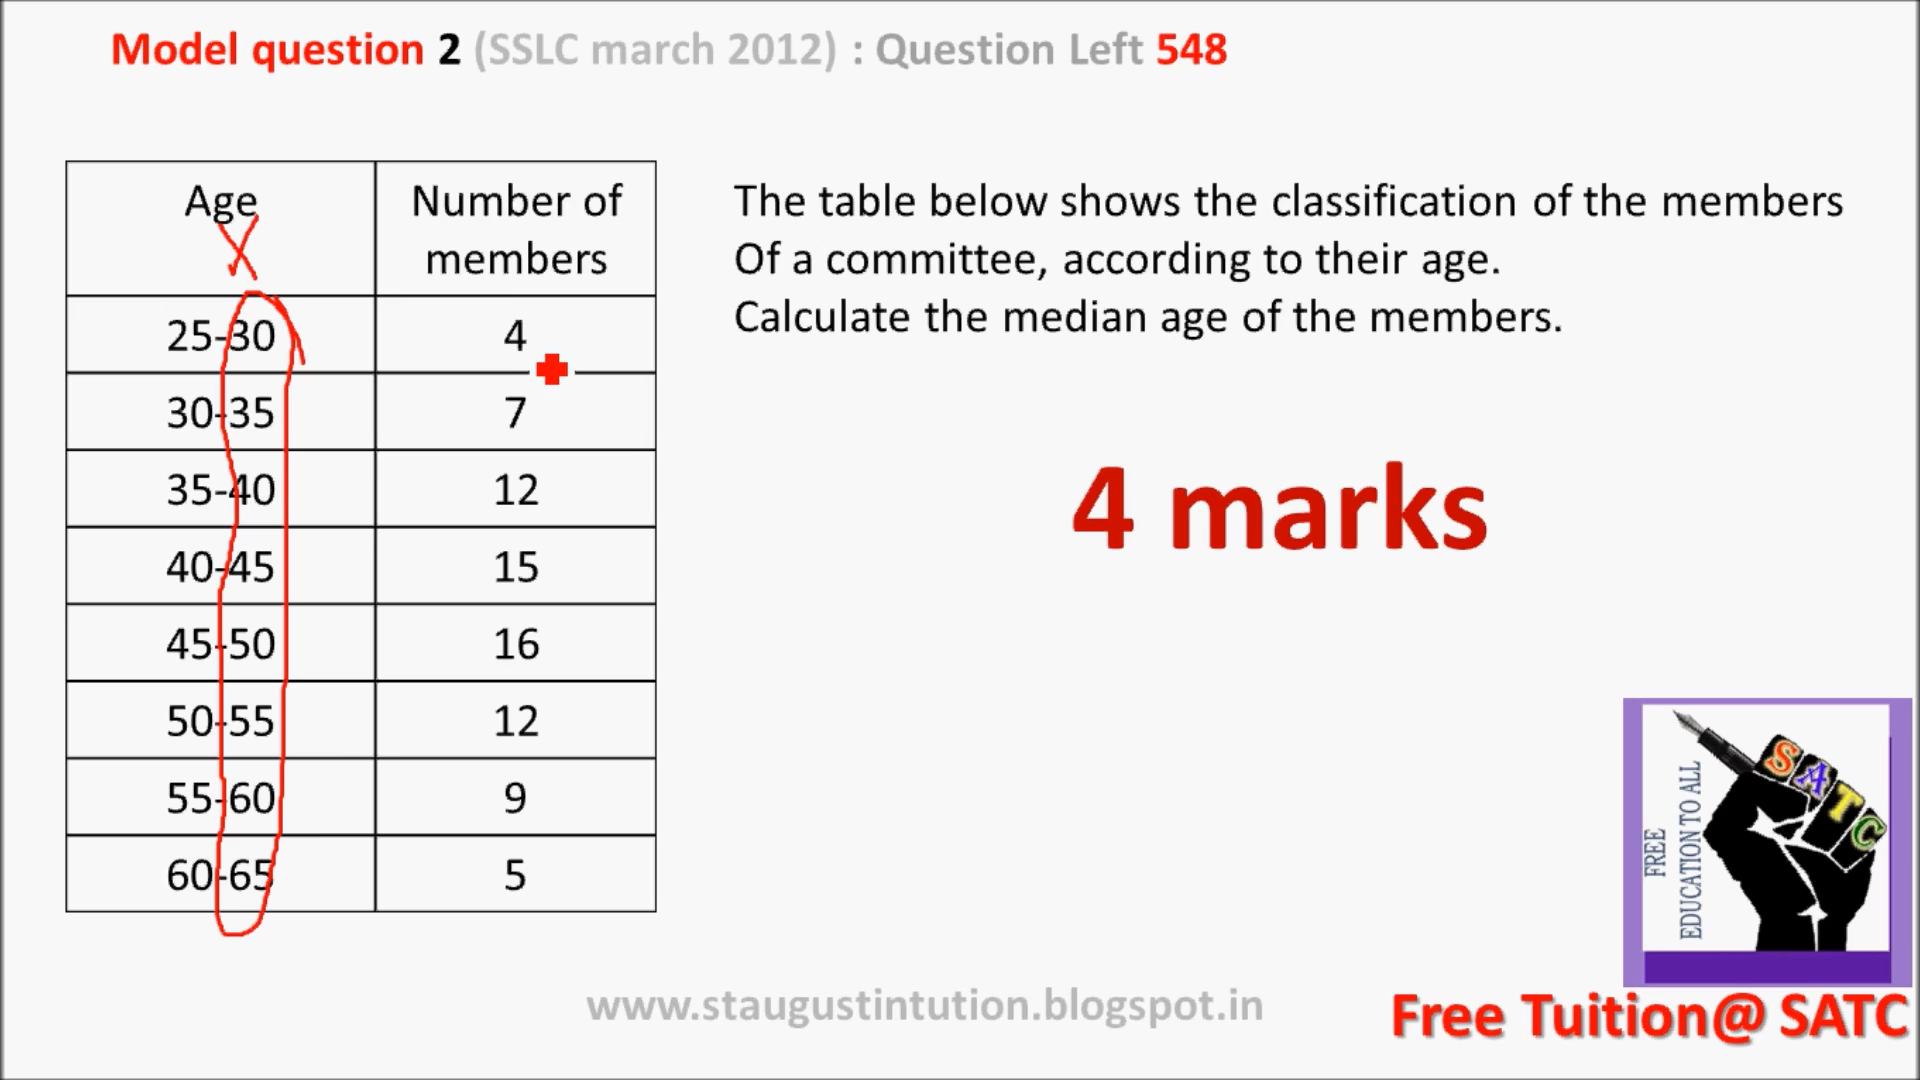 Model question 2 (SSLC march 2012) : Question Left 548
Age Number of members
X
25-30 4
30-35 7
35-40 12
40-45 15
45-50 16
50-55 12
55-60 9
60-65 5
The table below shows the classification of the members
Of a committee, according to their age.
Calculate the median age of the members.
4 marks
FREE
EDUCATION TO ALL
SATC
www.staugustintution.blogspot.in
Free Tuition@ SATC